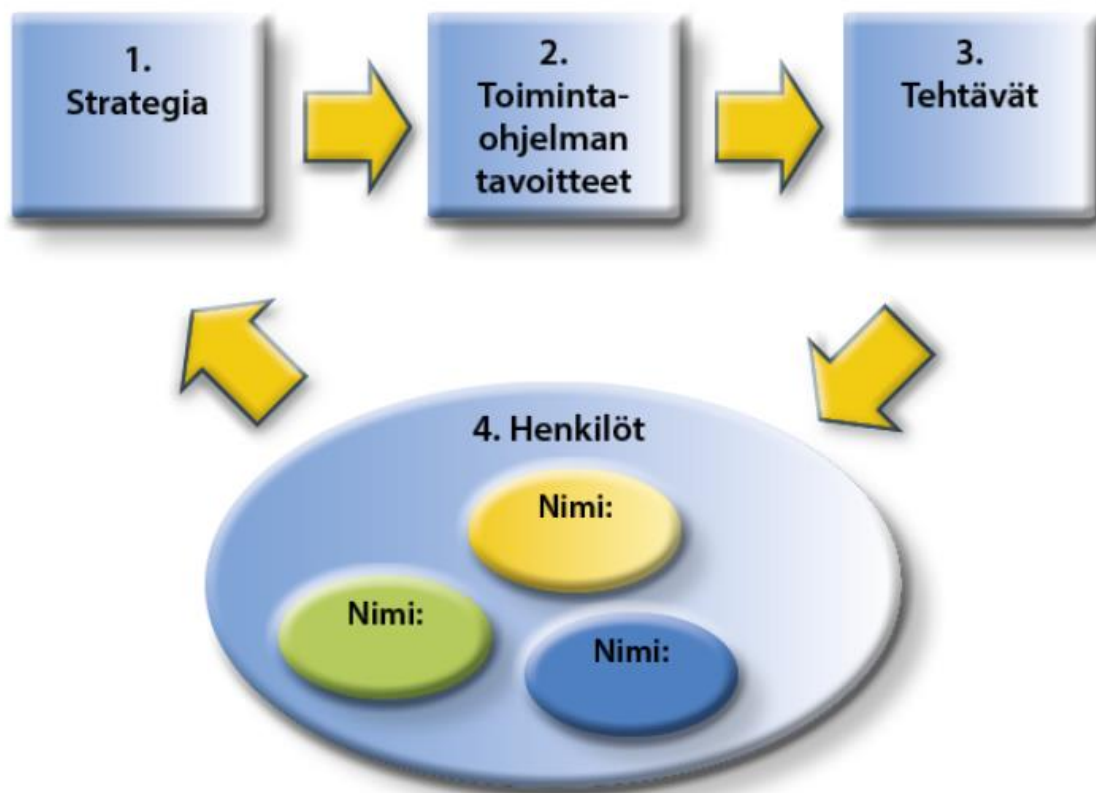 1.
Strategia
2.
Toiminta-
ohjelman
tavoitteet
3.
Tehtävät
4. Henkilöt
Nimi:
Nimi:
Nimi: